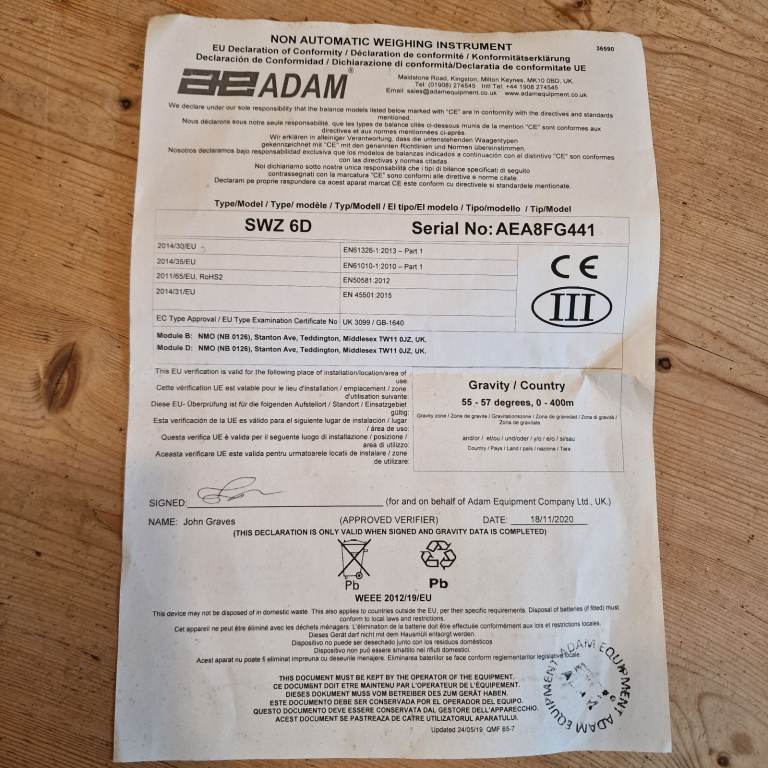 NON AUTOMATIC WEIGHING INSTRUMENT
36590
EU Declaration of Conformity / Déclaration de conformité / Konformitätserklärung
Declaración de Conformidad / Dichiarazione di conformità/Declaratia de conformitate UE
ae ADAM®
Maidstone Road, Kingston, Milton Keynes, MK10 0BD, UK.
Tel: (01908) 274545 Intl Tel: +44 1908 274545
Email: sales@adamequipment.co.uk www.adamequipment.co.uk
We declare under our sole responsibility that the balance models listed below marked with "CE" are in conformity with the directives and standards
mentioned.
Nous déclarons sous notre seule responsabilité, que les types de balance cités ci-dessous munis de la mention "CE" sont conformes aux
directives et aux normes mentionnées ci-après.
Wir erklären in alleiniger Verantwortung, dass die untenstehenden Waagentypen
gekennzeichnet mit "CE" mit den genannten Richtlinien und Normen übereinstimmen.
Nosotros declaramos bajo responsabilidad exclusiva que los modelos de balanzas indicados a continuación con el distintivo "CE" son conformes
con las directivas y normas citadas.
Noi dichiariamo sotto nostra unica responsabilità che i tipi di bilance specificati di seguito
contrassegnati con la marcatura "CE" sono conformi alle direttive e norme citate.
Declaram pe proprie raspundere ca acest aparat marcat CE este conform cu directivele si standardele mentionate.
Type/Model / Type/ modèle / Typ/Modell / El tipo/El modelo / Tipo/modello / Tip/Model
SWZ 6D Serial No: AEA8FG441
2014/30/EU EN61326-1:2013 – Part 1
2014/35/EU EN61010-1:2010 – Part 1
2011/65/EU, RoHS2 EN50581:2012
2014/31/EU EN 45501:2015
CE
III
EC Type Approval / EU Type Examination Certificate No UK 3099 / GB-1640
Module B: NMO (NB 0126), Stanton Ave, Teddington, Middlesex TW11 0JZ, UK.
Module D: NMO (NB 0126), Stanton Ave, Teddington, Middlesex TW11 0JZ, UK.
This EU verification is valid for the following place of installation/location/area of
use:
Cette vérification UE est valable pour le lieu d'installation / emplacement / zone
d'utilisation suivante:
Diese EU- Überprüfung ist für die folgenden Aufstellort / Standort / Einsatzgebiet
gültig:
Esta verificación de la UE es válido para el siguiente lugar de instalación / lugar
/ área de uso:
Questa verifica UE è valida per il seguente luogo di installazione / posizione /
area di utilizzo:
Aceasta verificare UE este valida pentru urmatoarele locatii de instalare / zone
de utilizare:
Gravity / Country
55 - 57 degrees, 0 - 400m
Gravity zone / Zone de gravité / Gravitationszone / Zona de gravedad / Zona di gravità /
Zona de gravitate
and/or / et/ou / und/oder / y/o / e/o / si/sau
Country / Pays / Land / país / nazione / Tara
SIGNED: (for and on behalf of Adam Equipment Company Ltd., UK.)
NAME: John Graves (APPROVED VERIFIER) DATE: 18/11/2020
(THIS DECLARATION IS ONLY VALID WHEN SIGNED AND GRAVITY DATA IS COMPLETED)
Pb Pb
WEEE 2012/19/EU
This device may not be disposed of in domestic waste. This also applies to countries outside the EU, per their specific requirements. Disposal of batteries (if fitted) must
conform to local laws and restrictions.
Cet appareil ne peut être éliminé avec les déchets ménagers. L'élimination de la batterie doit être effectuée conformément aux lois et restrictions locales.
Dieses Gerät darf nicht mit dem Hausmüll entsorgt werden.
Dispositivo no puede ser desechado junto con los residuos domésticos
Dispositivo non può essere smaltito nei rifiuti domestici.
Acest aparat nu poate fi eliminat impreuna cu deseurile menajere. Eliminarea bateriilor se face conform reglementarilor legislative locale.
THIS DOCUMENT MUST BE KEPT BY THE OPERATOR OF THE EQUIPMENT.
CE DOCUMENT DOIT ETRE MAINTENU PAR L'OPERATEUR DE L'ÉQUIPEMENT.
DIESES DOKUMENT MUSS VOM BETREIBER DES ZUM GERÄT HABEN.
ESTE DOCUMENTO DEBE SER CONSERVADA POR EL OPERADOR DEL EQUIPO.
QUESTO DOCUMENTO DEVE ESSERE CONSERVATA DAL GESTORE DELL'APPARECCHIO.
ACEST DOCUMENT SE PASTREAZA DE CĂTRE UTILIZATORUL APARATULUI.
Updated 24/05/19 QMF 65-7
ADAM EQUIPMENT ADAM EQUIPMENT